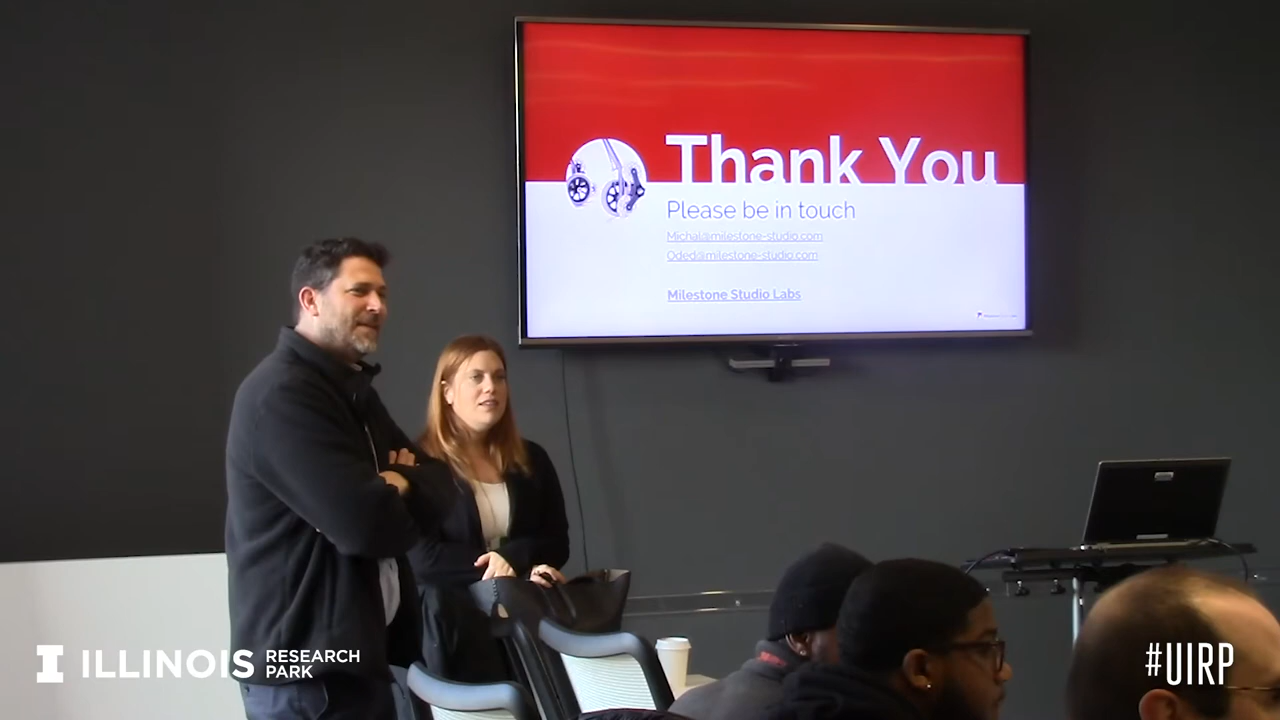 Thank You
Please be in touch
Michal@milestone-studio.com
Oded@milestone-studio.com
Milestone Studio Labs
ILLINOIS
RESEARCH
PARK
#UIRP